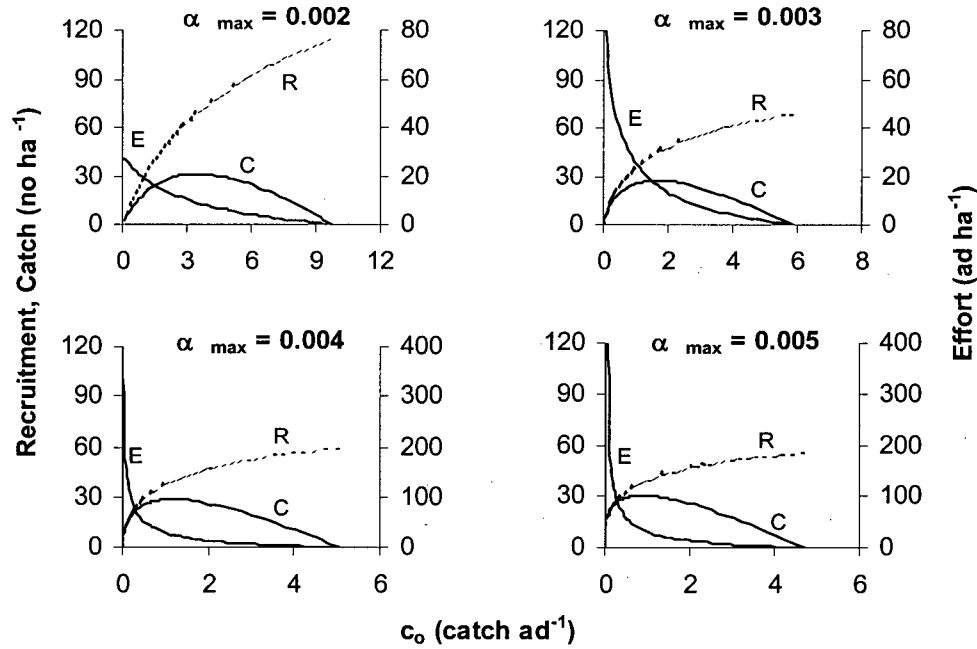 α max = 0.002
120
90
60
30
0
80
60
40
20
0
E
R
C
0 3 6 9 12
α max = 0.003
120
90
60
30
0
80
60
40
20
0
E
R
C
0 2 4 6 8
α max = 0.004
120
90
60
30
0
400
300
200
100
0
E
R
C
0 2 4 6
α max = 0.005
120
90
60
30
0
400
300
200
100
0
E
R
C
0 2 4 6
Recruitment, Catch (no ha⁻¹)
Effort (ad ha⁻¹)
c₀ (catch ad⁻¹)